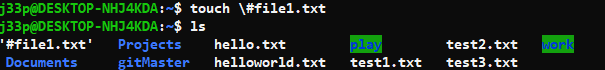 j33p@DESKTOP-NHJ4KDA:~$ touch \#file1.txt
j33p@DESKTOP-NHJ4KDA:~$ ls
'#file1.txt'   Projects    hello.txt        play        test2.txt   work
 Documents     gitMaster   helloworld.txt   test1.txt   test3.txt